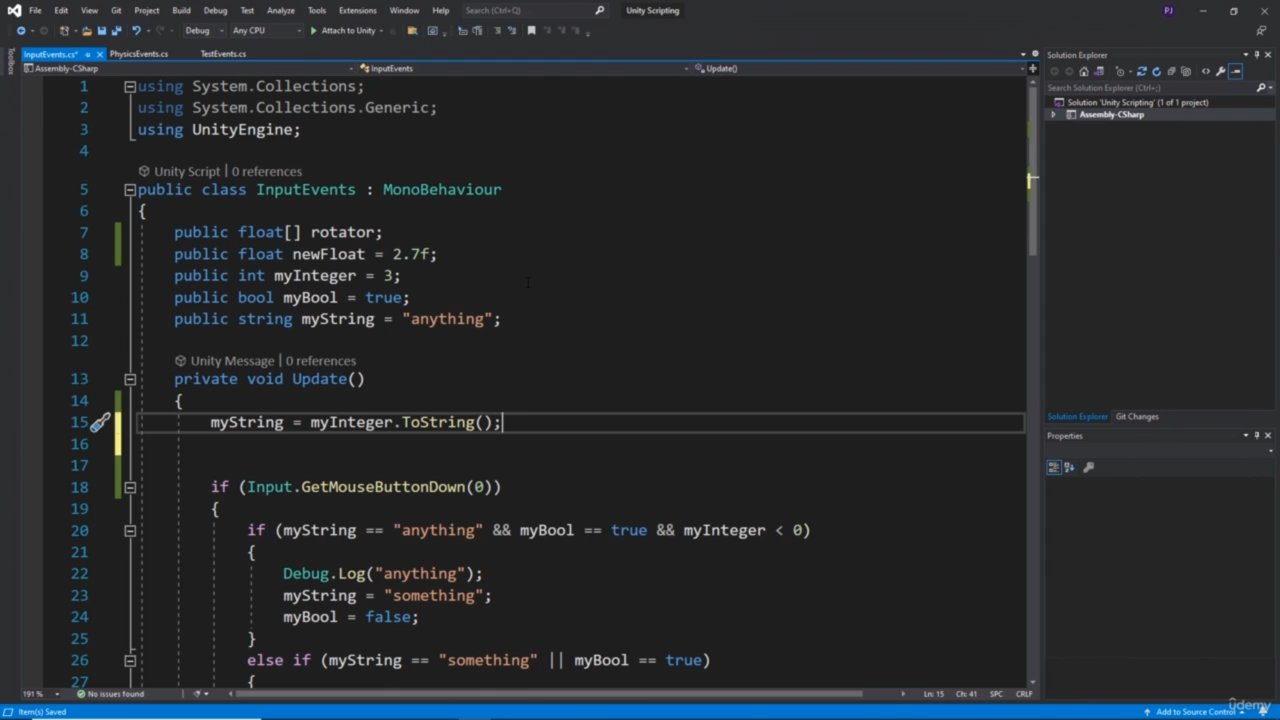 File Edit View Git Project Build Debug Test Analyze Tools Extensions Window Help Search (Ctrl+Q) Unity Scripting PJ
Debug Any CPU Attach to Unity
InputEvents.cs* PhysicsEvents.cs TestEvents.cs
Toolbox
Assembly-CSharp InputEvents Update()
1 using System.Collections;
2 using System.Collections.Generic;
3 using UnityEngine;
4
Unity Script | 0 references
5 public class InputEvents : MonoBehaviour
6 {
7 public float[] rotator;
8 public float newFloat = 2.7f;
9 public int myInteger = 3;
10 public bool myBool = true;
11 public string myString = "anything";
12
Unity Message | 0 references
13 private void Update()
14 {
15 myString = myInteger.ToString();
16
17
18 if (Input.GetMouseButtonDown(0))
19 {
20 if (myString == "anything" && myBool == true && myInteger < 0)
21 {
22 Debug.Log("anything");
23 myString = "something";
24 myBool = false;
25 }
26 else if (myString == "something" || myBool == true)
27 {
191 % No issues found Ln: 15 Ch: 41 SPC CRLF
Solution Explorer
Search Solution Explorer (Ctrl+;)
Solution 'Unity Scripting' (1 of 1 project)
Assembly-CSharp
Solution Explorer Git Changes
Properties
Item(s) Saved Add to Source Control
udemy